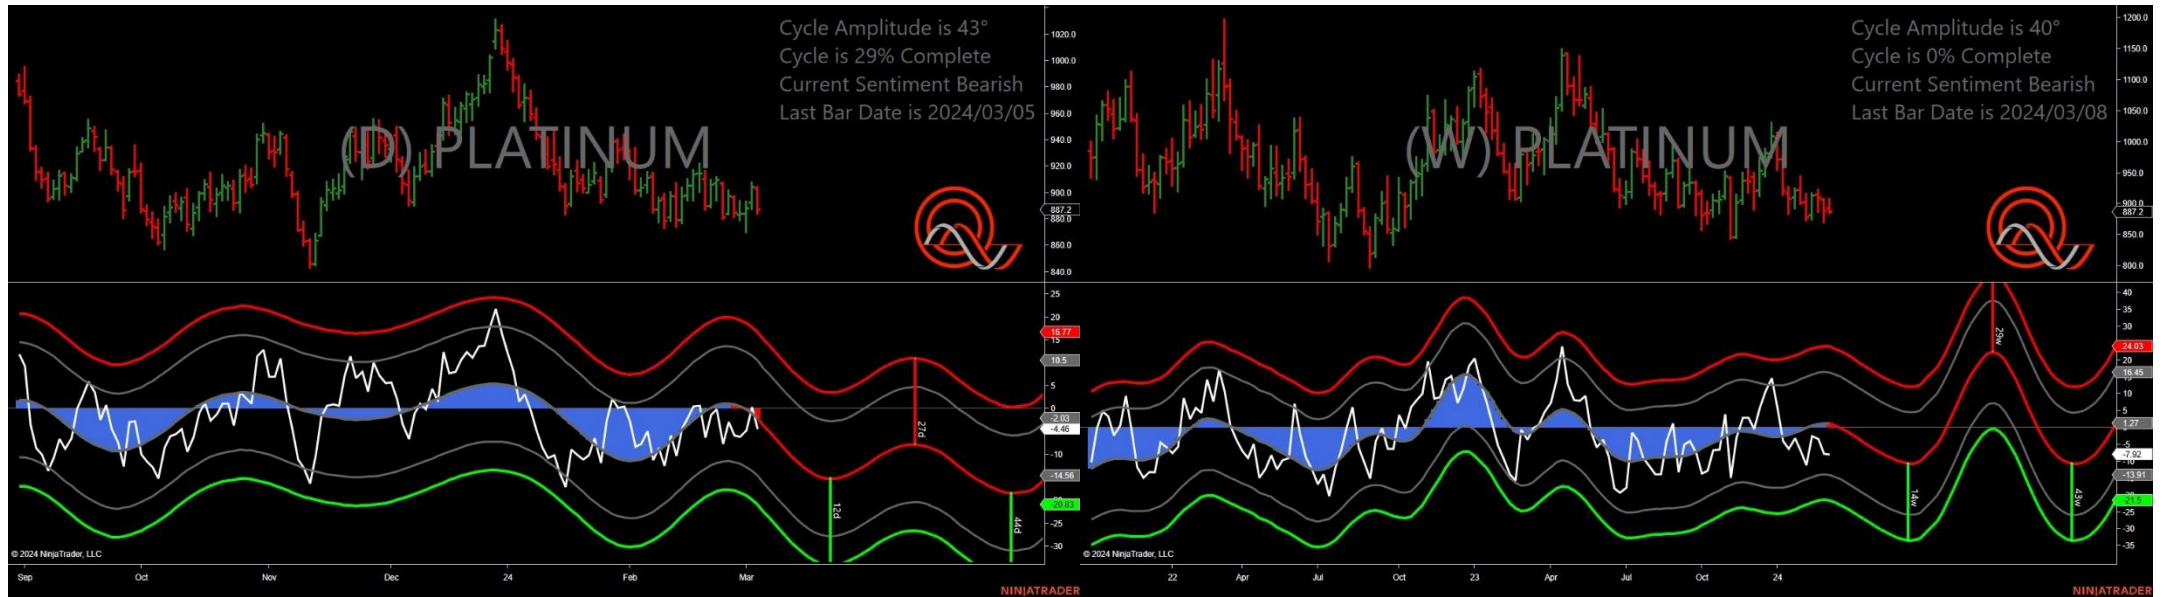 Cycle Amplitude is 43°
Cycle is 29% Complete
Current Sentiment Bearish
Last Bar Date is 2024/03/05
(D) PLATINUM
1020.0
1000.0
980.0
960.0
940.0
920.0
900.0
887.2
880.0
860.0
840.0
25
20
16.77
15
10.5
5
0
-2.03
-4.46
-10
-14.56
-20.83
-30
27d
12d
44d
© 2024 NinjaTrader, LLC
Sep Oct Nov Dec 24 Feb Mar
NINJATRADER
Cycle Amplitude is 40°
Cycle is 0% Complete
Current Sentiment Bearish
Last Bar Date is 2024/03/08
(W) PLATINUM
1200.0
1150.0
1100.0
1050.0
1000.0
950.0
900.0
887.2
850.0
800.0
40
35
30
24.03
20
16.45
10
5
1.27
-5
-7.92
-13.91
-21.5
-25
-30
-35
29w
14w
43w
© 2024 NinjaTrader, LLC
22 Apr Jul Oct 23 Apr Jul Oct 24
NINJATRADER